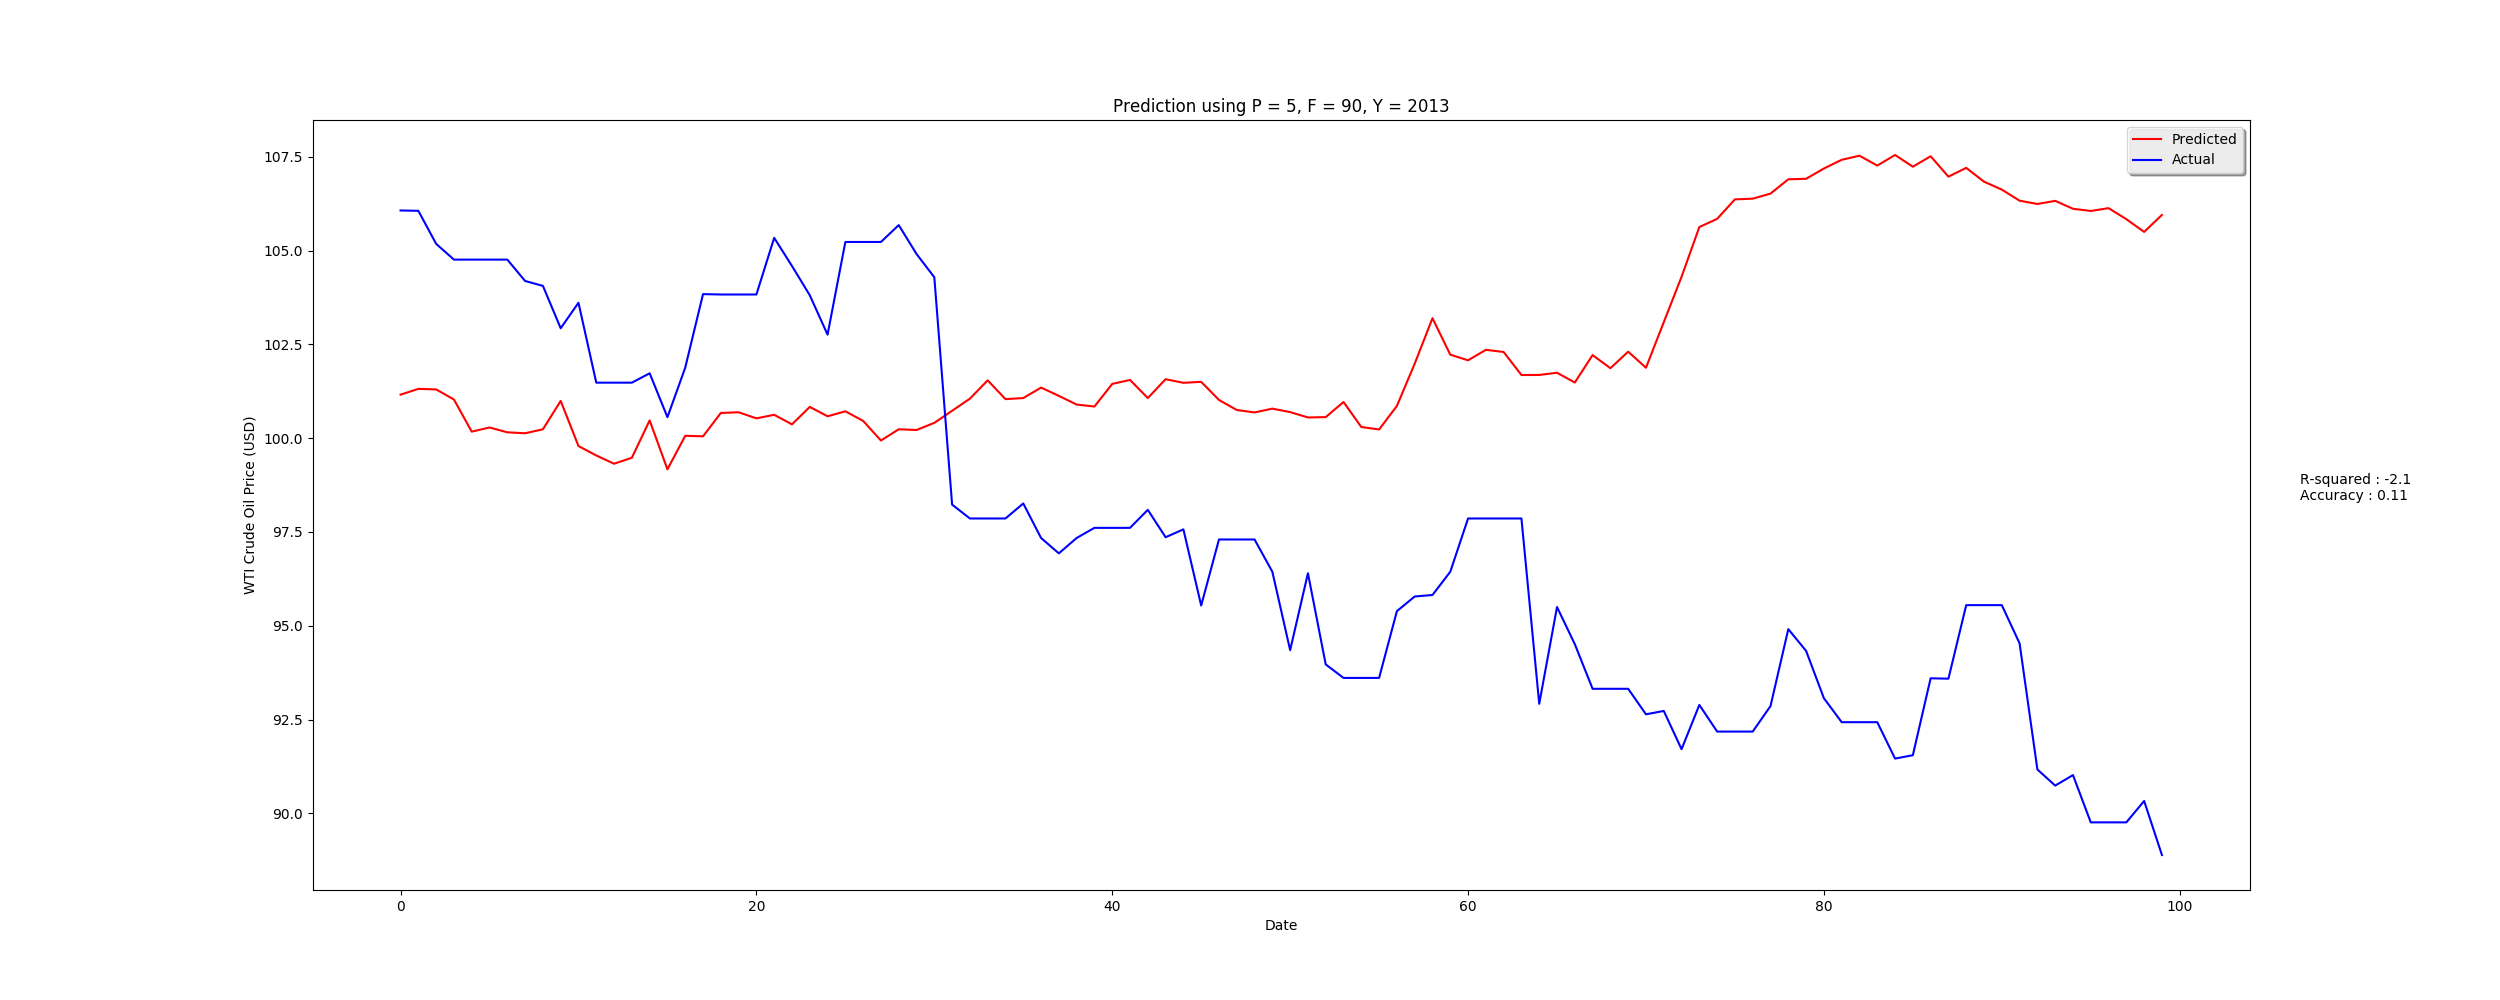 Prediction using P = 5, F = 90, Y = 2013
Predicted
Actual
107.5
105.0
102.5
100.0
97.5
95.0
92.5
90.0
WTI Crude Oil Price (USD)
0
20
40
60
80
100
Date
R-squared : -2.1
Accuracy : 0.11